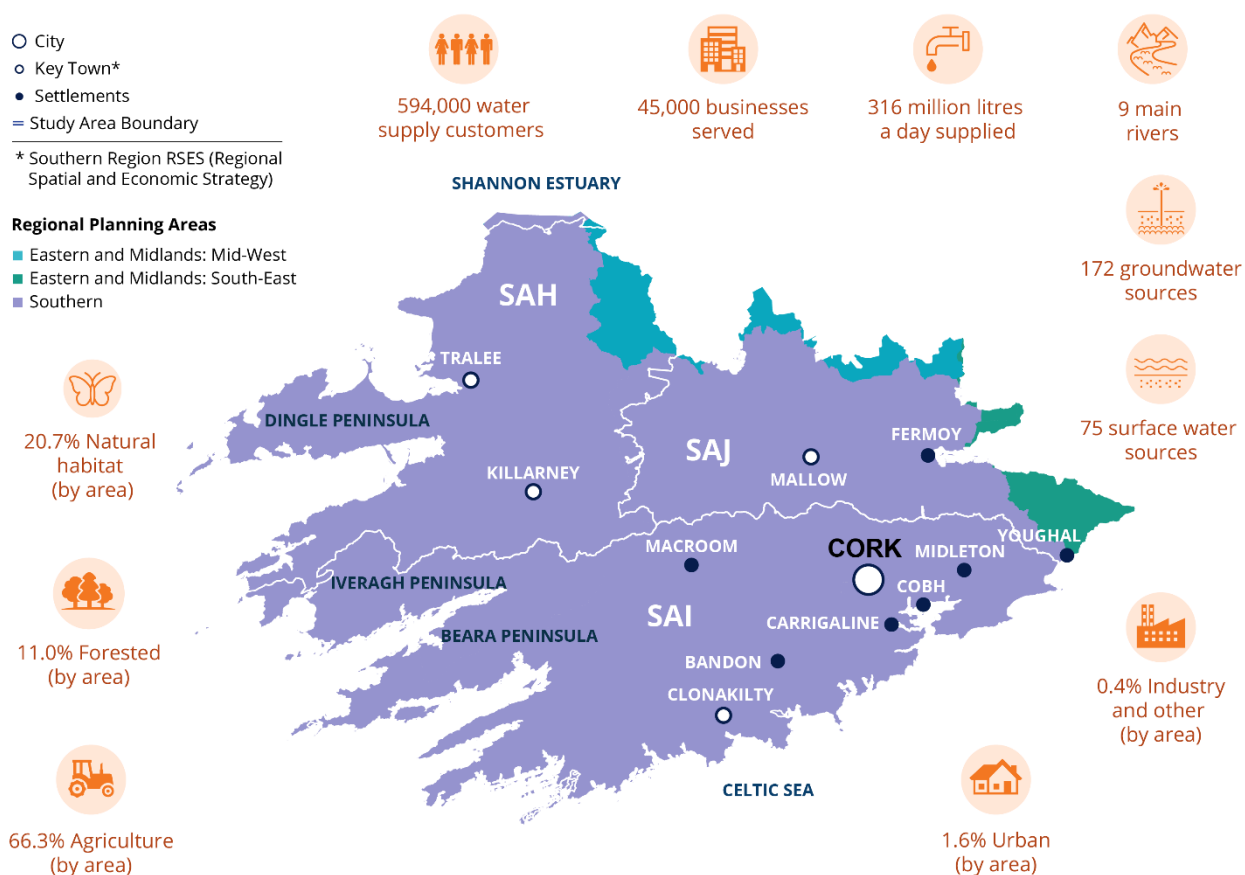 City
Key Town*
Settlements
Study Area Boundary
* Southern Region RSES (Regional
Spatial and Economic Strategy)
Regional Planning Areas
Eastern and Midlands: Mid-West
Eastern and Midlands: South-East
Southern
594,000 water
supply customers
45,000 businesses
served
316 million litres
a day supplied
9 main
rivers
172 groundwater
sources
75 surface water
sources
20.7% Natural
habitat
(by area)
11.0% Forested
(by area)
66.3% Agriculture
(by area)
0.4% Industry
and other
(by area)
1.6% Urban
(by area)
SHANNON ESTUARY
SAH
TRALEE
DINGLE PENINSULA
KILLARNEY
SAJ
FERMOY
MALLOW
MACROOM
CORK
MIDLETON
YOUGHAL
IVERAGH PENINSULA
COBH
SAI
CARRIGALINE
BEARA PENINSULA
BANDON
CLONAKILTY
CELTIC SEA